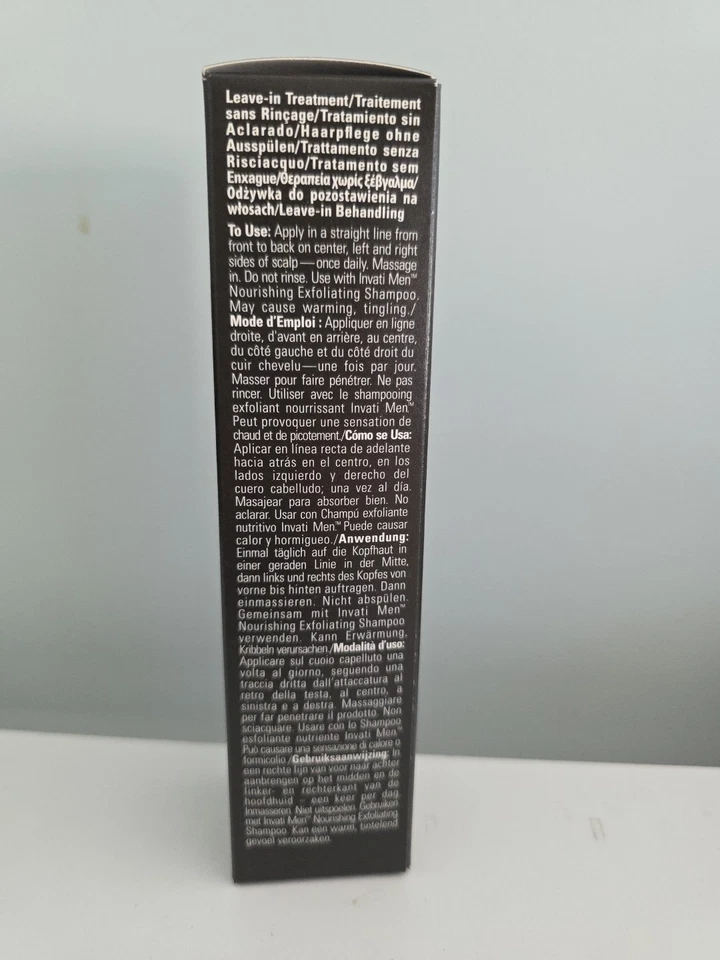 Leave-in Treatment/Traitement
sans Rinçage/Tratamiento sin
Aclarado/Haarpflege ohne
Ausspülen/Trattamento senza
Risciacquo/Tratamento sem
Enxague/Θεραπεία χωρίς ξέβγαλμα/
Odżywka do pozostawienia na
włosach/Leave-in Behandling
To Use: Apply in a straight line from
front to back on center, left and right
sides of scalp—once daily. Massage
in. Do not rinse. Use with Invati Men™
Nourishing Exfoliating Shampoo.
May cause warming, tingling./
Mode d'Emploi : Appliquer en ligne
droite, d'avant en arrière, au centre,
du côté gauche et du côté droit du
cuir chevelu—une fois par jour.
Masser pour faire pénétrer. Ne pas
rincer. Utiliser avec le shampooing
exfoliant nourrissant Invati Men™
Peut provoquer une sensation de
chaud et de picotement./Cómo se Usa:
Aplicar en línea recta de adelante
hacia atrás en el centro, en los
lados izquierdo y derecho del
cuero cabelludo; una vez al día.
Masajear para absorber bien. No
aclarar. Usar con Champú exfoliante
nutritivo Invati Men.™ Puede causar
calor y hormigueo./Anwendung:
Einmal täglich auf die Kopfhaut in
einer geraden Linie in der Mitte,
dann links und rechts des Kopfes von
vorne bis hinten auftragen. Dann
einmassieren. Nicht abspülen.
Gemeinsam mit Invati Men™
Nourishing Exfoliating Shampoo
verwenden. Kann Erwärmung,
Kribbeln verursachen./Modalità d'uso:
Applicare sul cuoio capelluto una
volta al giorno, seguendo una
traccia dritta dall'attaccatura al
retro della testa, al centro, a
sinistra e a destra. Massaggiare
per far penetrare il prodotto. Non
sciacquare. Usare con lo Shampoo
esfoliante nutriente Invati Men™
Può causare una sensazione di calore o
formicolio./Gebruiksaanwijzing: In
een rechte lijn van voor naar achter
aanbrengen op het midden en de
linker- en rechterkant van de
hoofdhuid – een keer per dag.
Inmasseren. Niet uitspoelen. Gebruiken
met Invati Men™ Nourishing Exfoliating
Shampoo. Kan een warm, tintelend
gevoel veroorzaken.